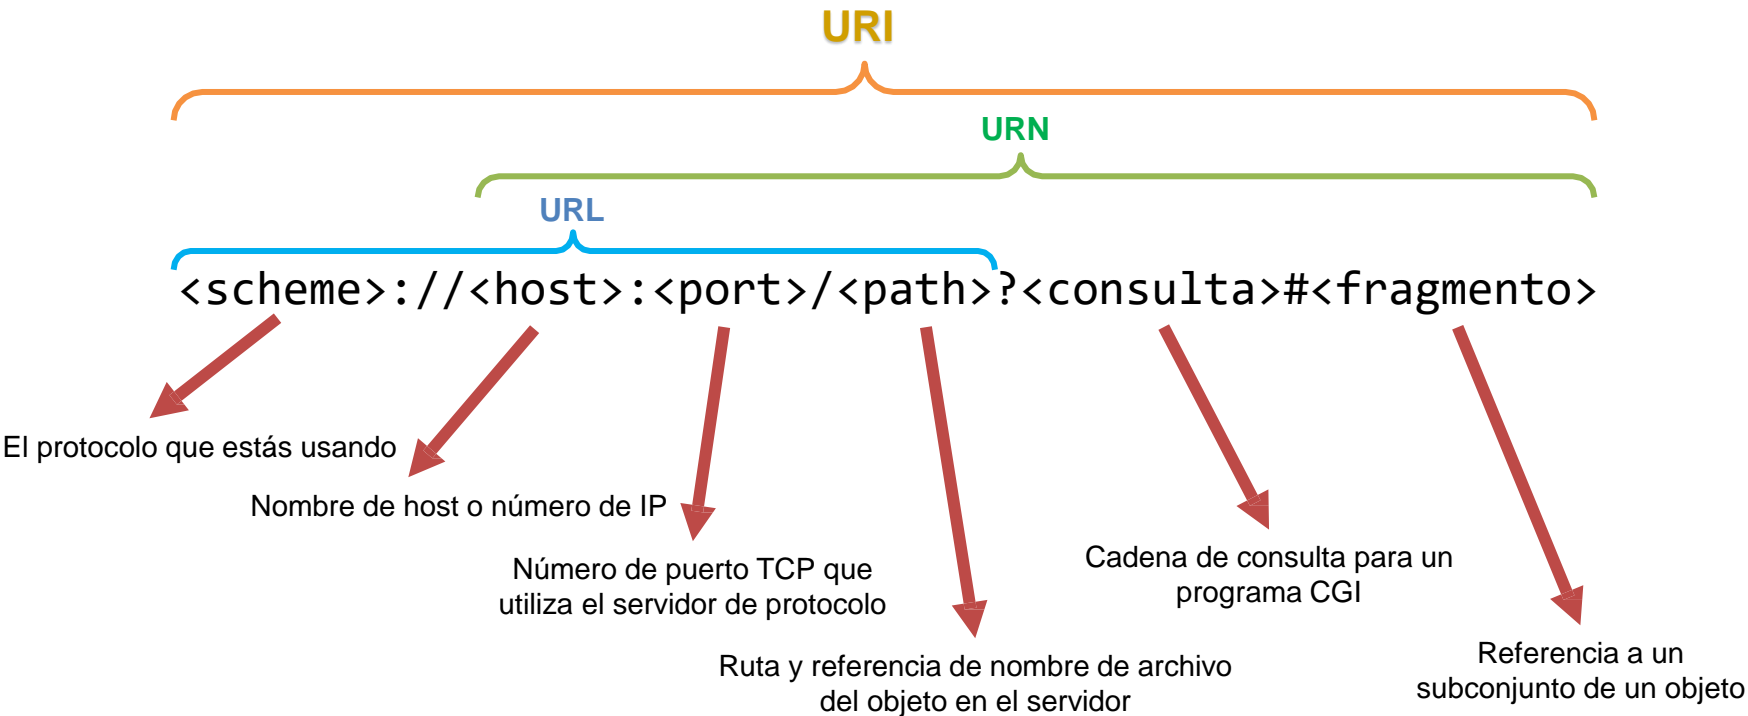 URI
URN
URL
<scheme>://<host>:<port>/<path>?<consulta>#<fragmento>
El protocolo que estás usando
Nombre de host o número de IP
Número de puerto TCP que
utiliza el servidor de protocolo
Ruta y referencia de nombre de archivo
del objeto en el servidor
Cadena de consulta para un
programa CGI
Referencia a un
subconjunto de un objeto